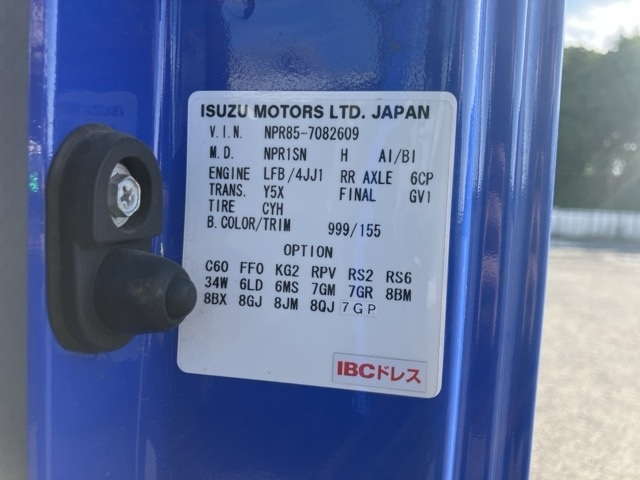 ISUZU MOTORS LTD. JAPAN
V.I.N. NPR85-7082609
M.D. NPR1SN H AI/BI
ENGINE LFB/4JJ1 RR AXLE 6CP
TRANS. Y5X FINAL GV1
TIRE CYH
B.COLOR/TRIM 999/155
OPTION
C60 FF0 KG2 RPV RS2 RS6
34W 6LD 6MS 7GM 7GR 8BM
8BX 8GJ 8JM 8QJ 7GP
IBCドレス